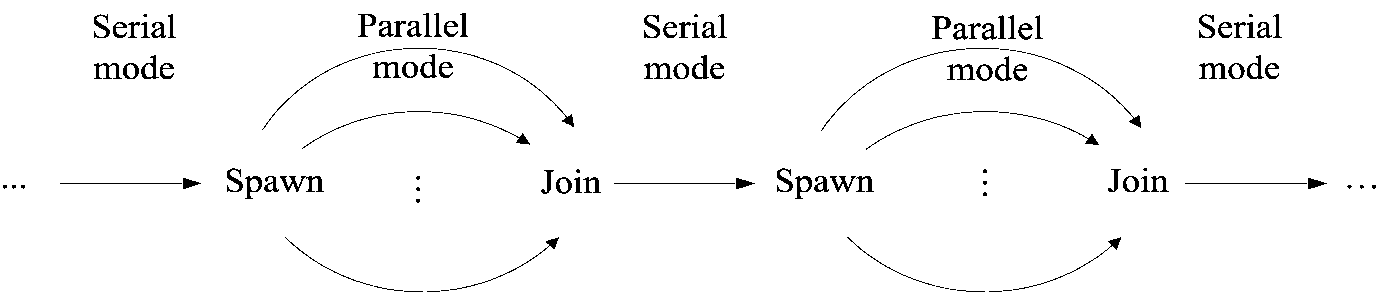 Serial
mode
Parallel
mode
Serial
mode
Parallel
mode
Serial
mode
... Spawn ⋮ Join Spawn ⋮ Join ...